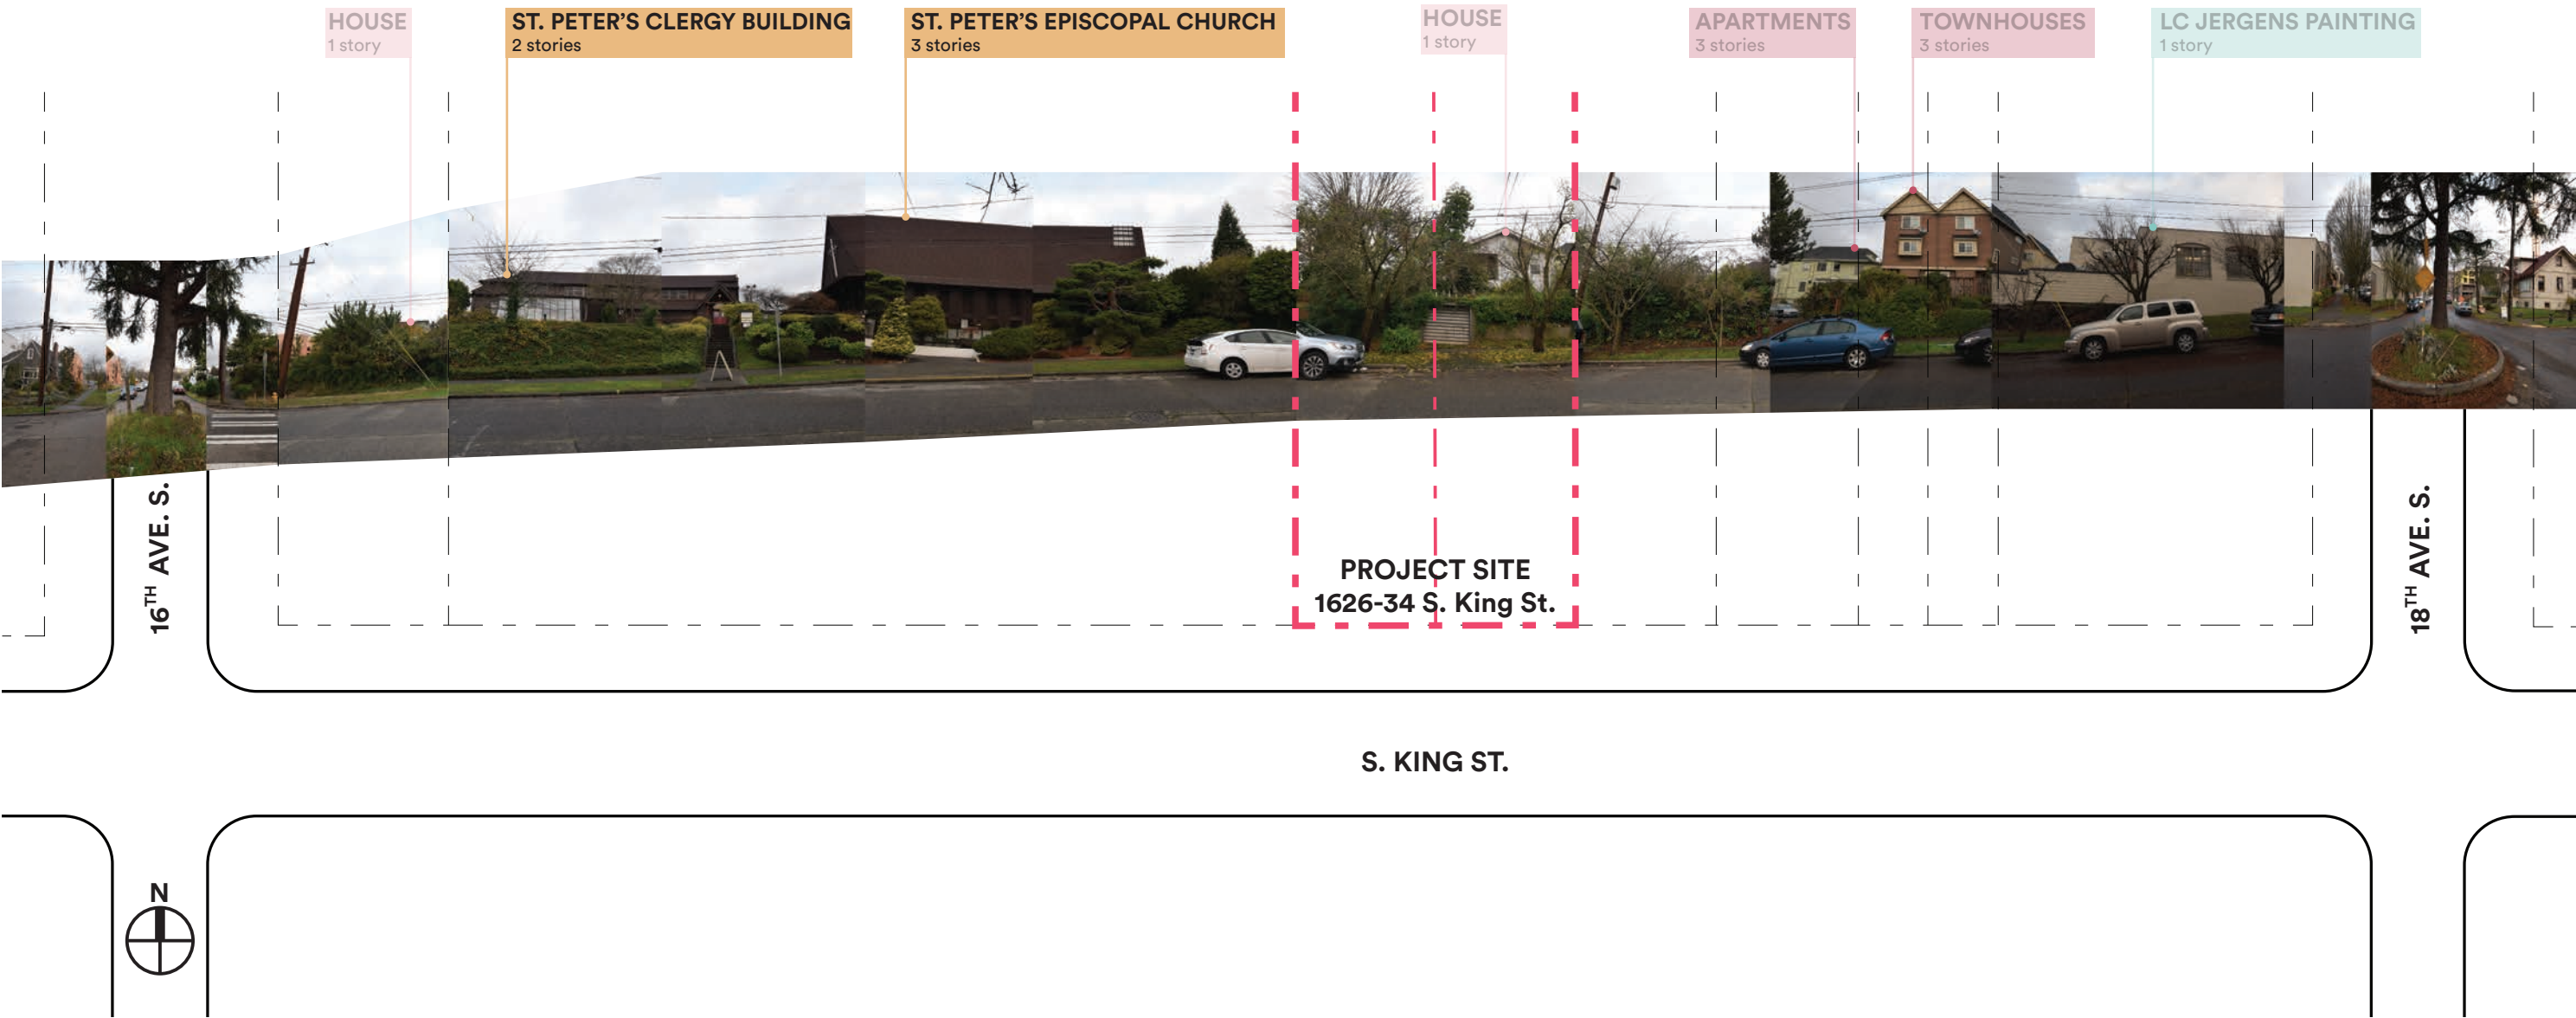 HOUSE
1 story
ST. PETER’S CLERGY BUILDING
2 stories
ST. PETER’S EPISCOPAL CHURCH
3 stories
HOUSE
1 story
APARTMENTS
3 stories
TOWNHOUSES
3 stories
LC JERGENS PAINTING
1 story
16TH AVE. S.
PROJECT SITE
1626-34 S. King St.
18TH AVE. S.
S. KING ST.
N